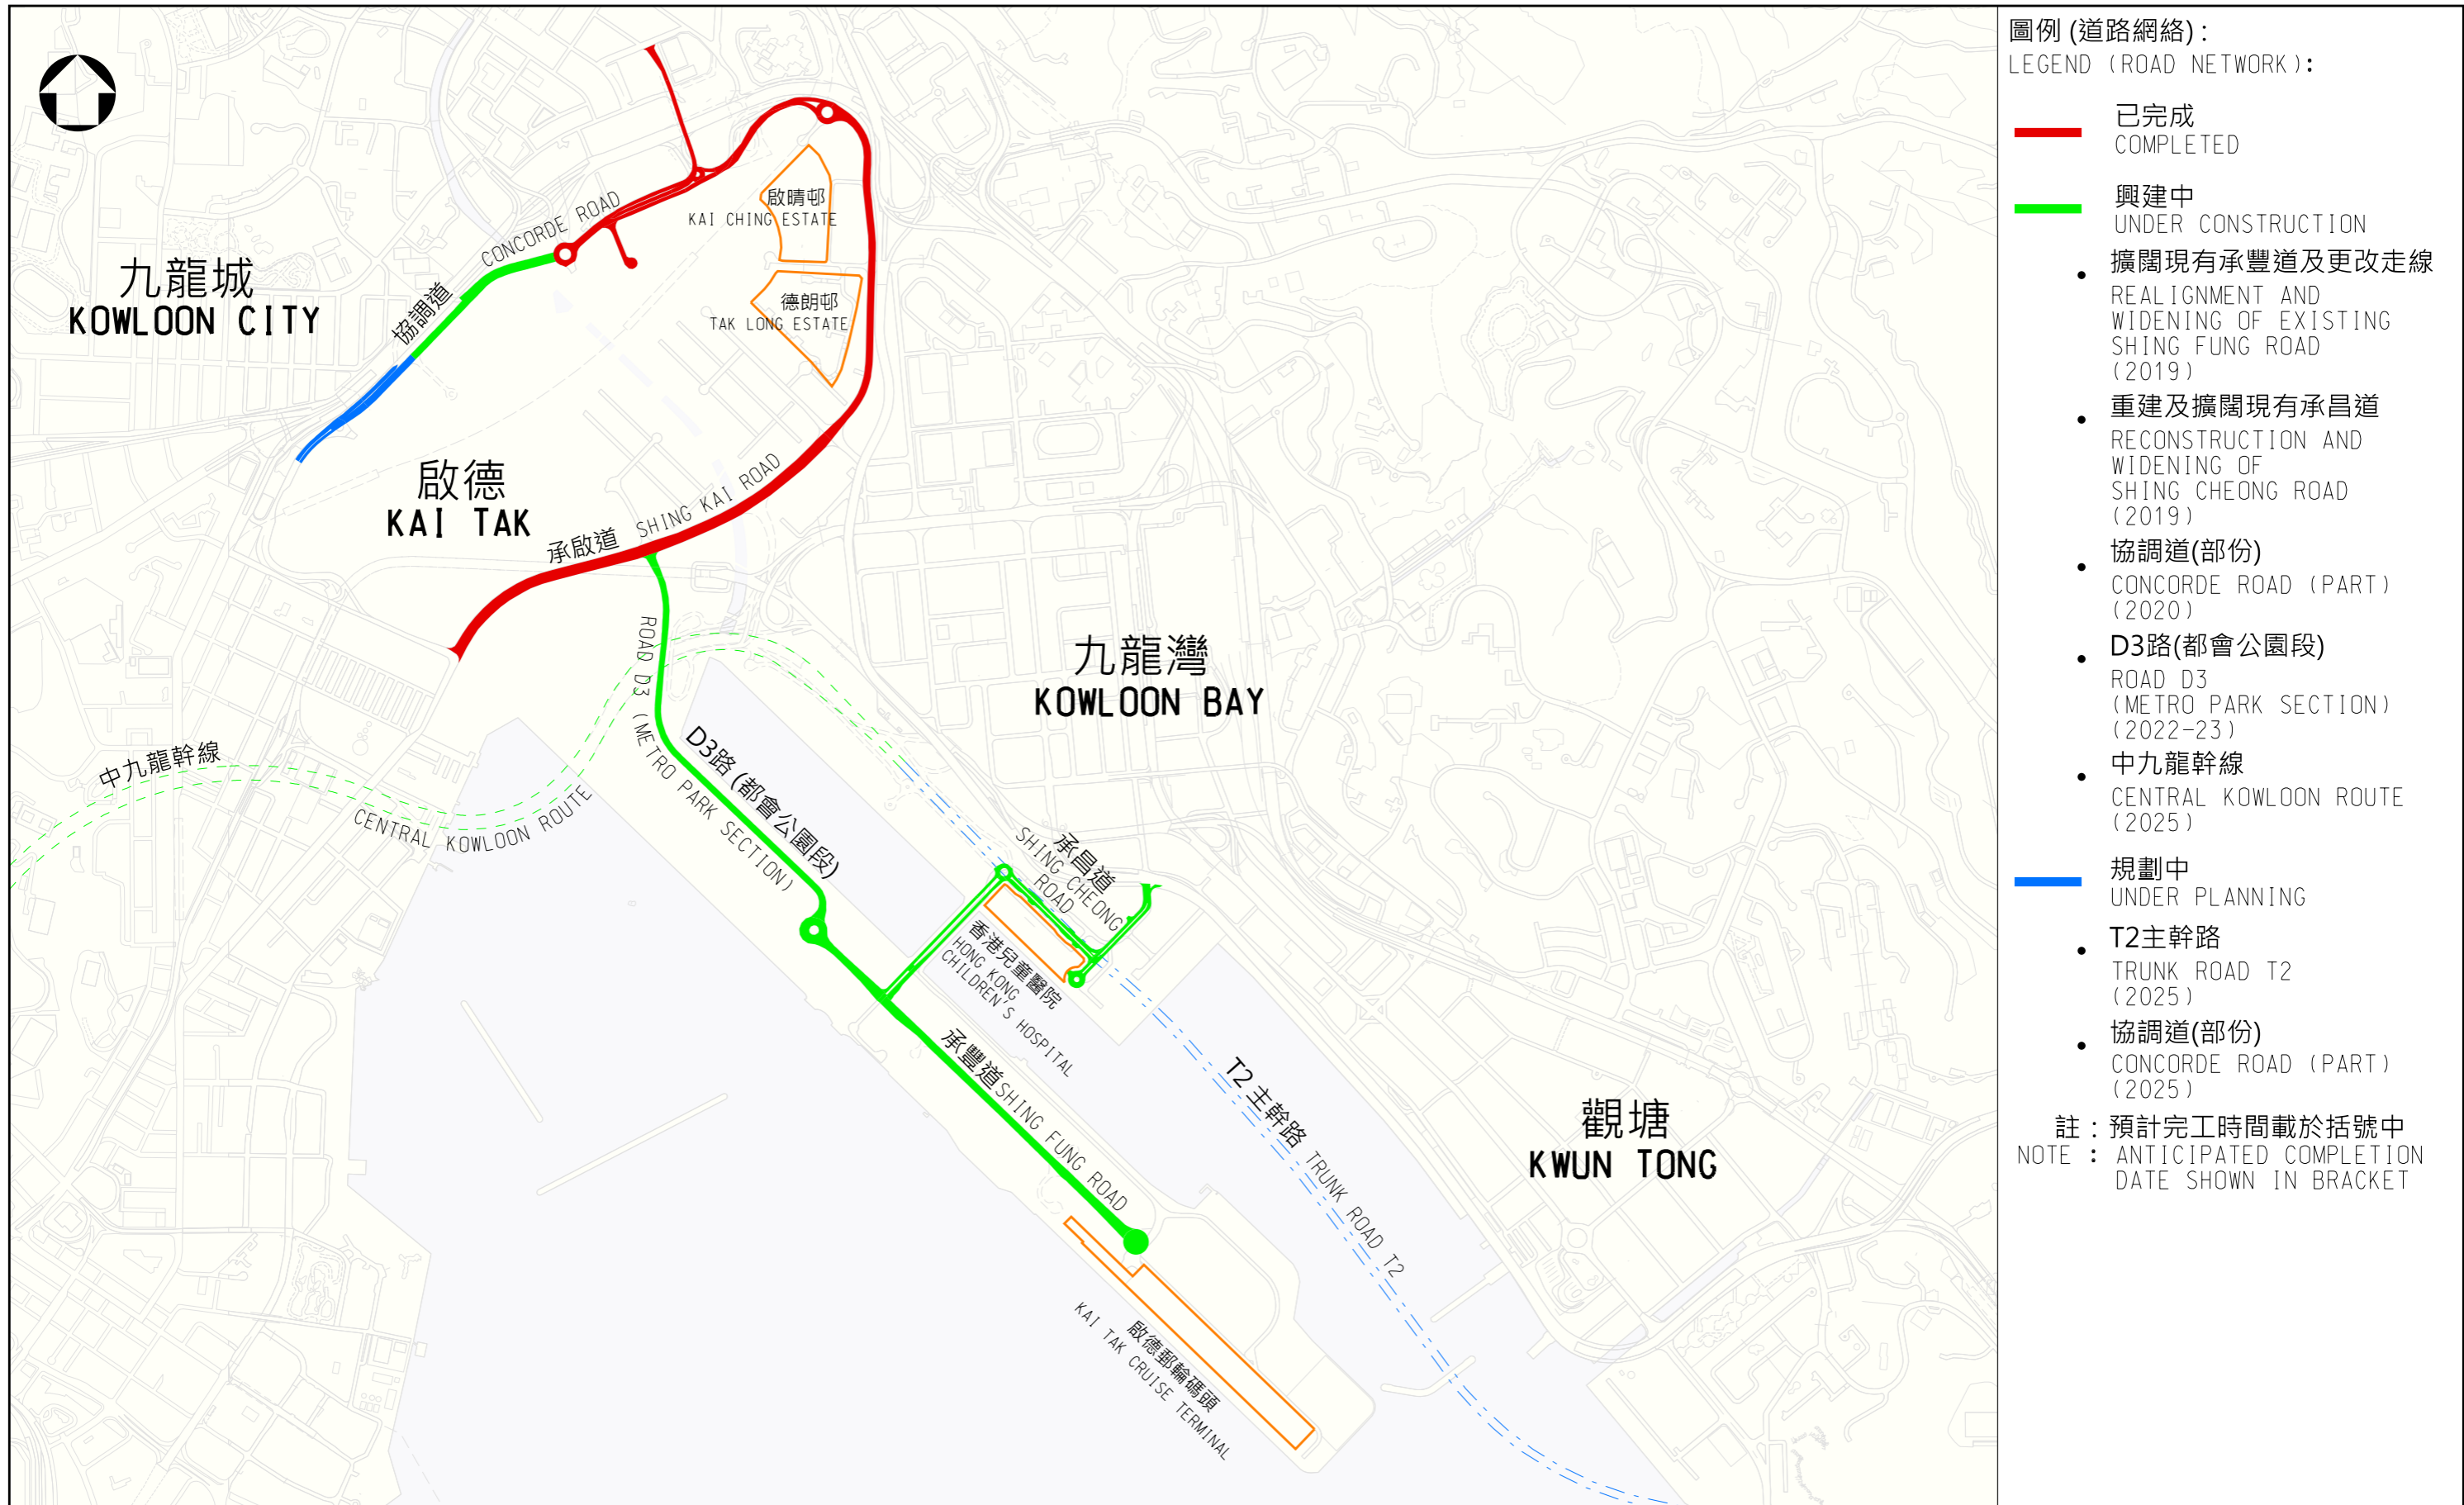 九龍城
KOWLOON CITY
協調道
CONCORDE ROAD
啟晴邨
KAI CHING ESTATE
德朗邨
TAK LONG ESTATE
啟德
KAI TAK
承啟道 SHING KAI ROAD
ROAD D3 (METRO PARK SECTION)
D3路 (都會公園段)
九龍灣
KOWLOON BAY
中九龍幹線
CENTRAL KOWLOON ROUTE
承昌道
SHING CHEONG
ROAD
香港兒童醫院
HONG KONG
CHILDREN'S HOSPITAL
承豐道 SHING FUNG ROAD
T2 主幹路 TRUNK ROAD T2
觀塘
KWUN TONG
啟德郵輪碼頭
KAI TAK CRUISE TERMINAL
圖例 (道路網絡) :
LEGEND (ROAD NETWORK):
已完成
COMPLETED
興建中
UNDER CONSTRUCTION
• 擴闊現有承豐道及更改走線
REALIGNMENT AND
WIDENING OF EXISTING
SHING FUNG ROAD
(2019)
• 重建及擴闊現有承昌道
RECONSTRUCTION AND
WIDENING OF
SHING CHEONG ROAD
(2019)
• 協調道(部份)
CONCORDE ROAD (PART)
(2020)
• D3路(都會公園段)
ROAD D3
(METRO PARK SECTION)
(2022-23)
• 中九龍幹線
CENTRAL KOWLOON ROUTE
(2025)
規劃中
UNDER PLANNING
• T2主幹路
TRUNK ROAD T2
(2025)
• 協調道(部份)
CONCORDE ROAD (PART)
(2025)
註 : 預計完工時間載於括號中
NOTE : ANTICIPATED COMPLETION
DATE SHOWN IN BRACKET